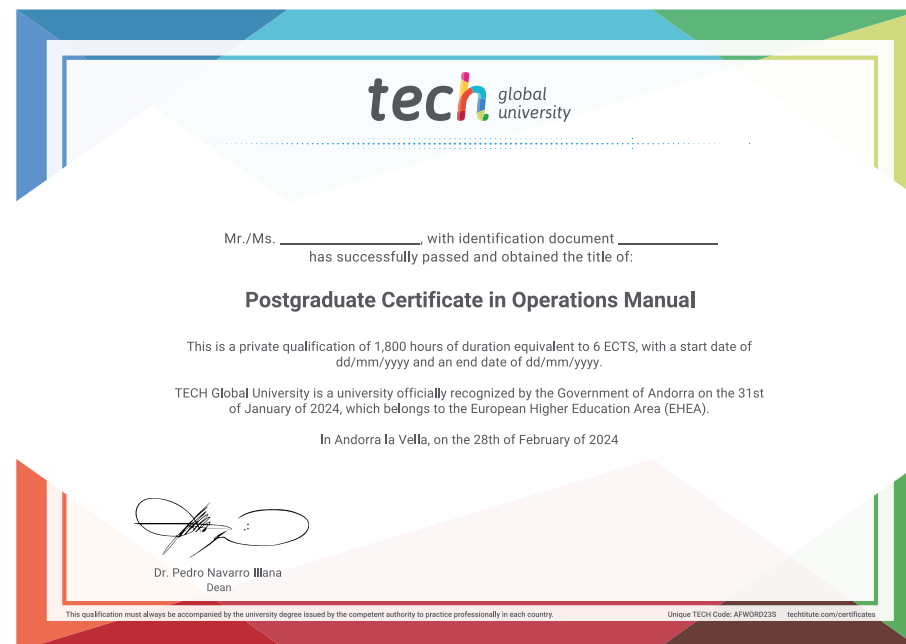 tech global university
Mr./Ms. ____________________, with identification document ______________
has successfully passed and obtained the title of:
Postgraduate Certificate in Operations Manual
This is a private qualification of 1,800 hours of duration equivalent to 6 ECTS, with a start date of
dd/mm/yyyy and an end date of dd/mm/yyyy.
TECH Global University is a university officially recognized by the Government of Andorra on the 31st
of January of 2024, which belongs to the European Higher Education Area (EHEA).
In Andorra la Vella, on the 28th of February of 2024
Dr. Pedro Navarro Illana
Dean
This qualification must always be accompanied by the university degree issued by the competent authority to practice professionally in each country.
Unique TECH Code: AFWORD23S techtitute.com/certificates